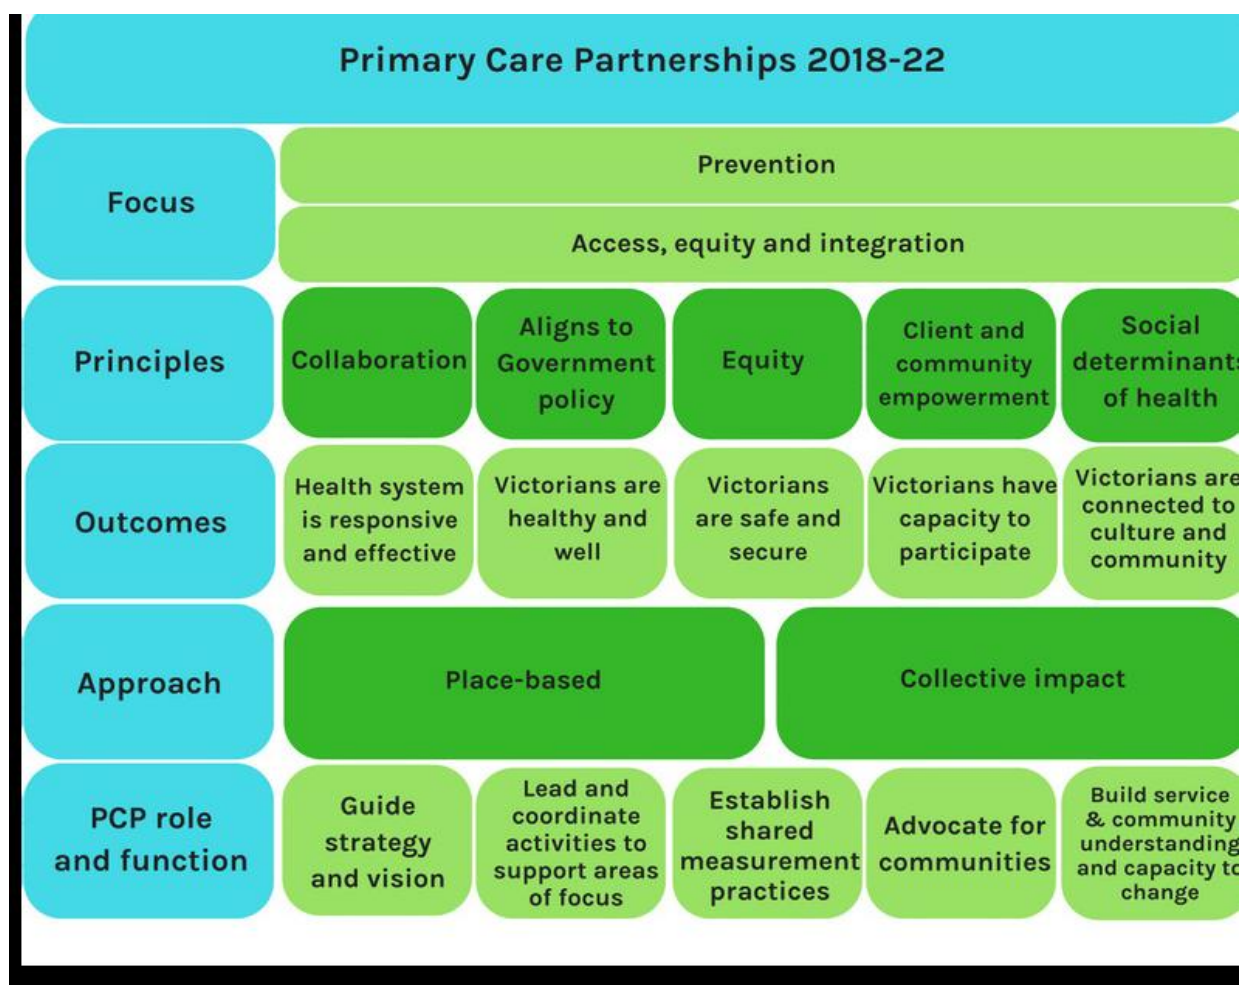 Primary Care Partnerships 2018-22
Focus
Prevention
Access, equity and integration
Principles
Collaboration
Aligns to
Government
policy
Equity
Client and
community
empowerment
Social
determinants
of health
Outcomes
Health system
is responsive
and effective
Victorians are
healthy and
well
Victorians
are safe and
secure
Victorians have
capacity to
participate
Victorians are
connected to
culture and
community
Approach
Place-based
Collective impact
PCP role
and function
Guide
strategy
and vision
Lead and
coordinate
activities to
support areas
of focus
Establish
shared
measurement
practices
Advocate for
communities
Build service
& community
understanding
and capacity to
change